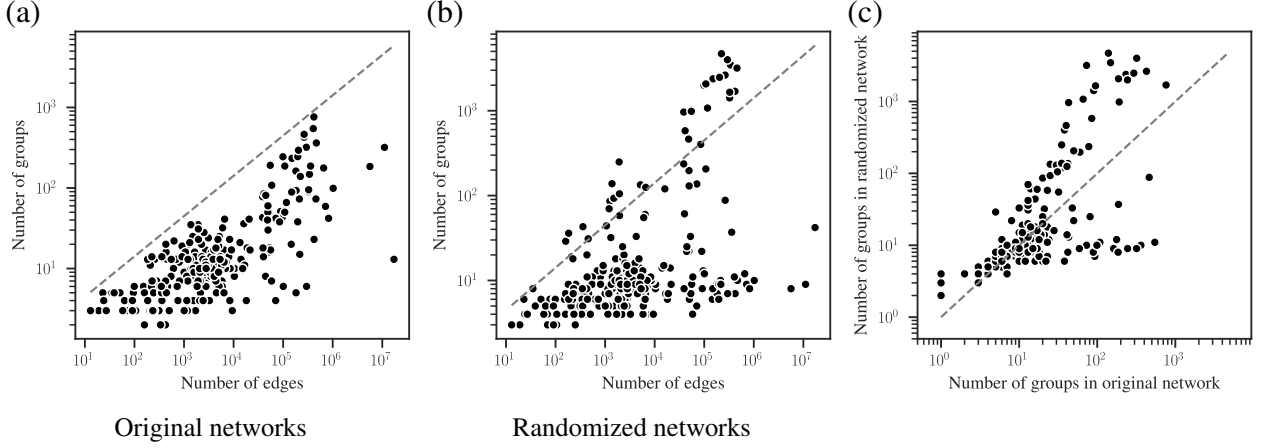 (a)
(b)
(c)
Number of groups
10³
10²
10¹
10¹ 10² 10³ 10⁴ 10⁵ 10⁶ 10⁷
Number of edges
Number of groups
10³
10²
10¹
10¹ 10² 10³ 10⁴ 10⁵ 10⁶ 10⁷
Number of edges
Number of groups in randomized network
10³
10²
10¹
10⁰
10⁰ 10¹ 10² 10³
Number of groups in original network
Original networks
Randomized networks